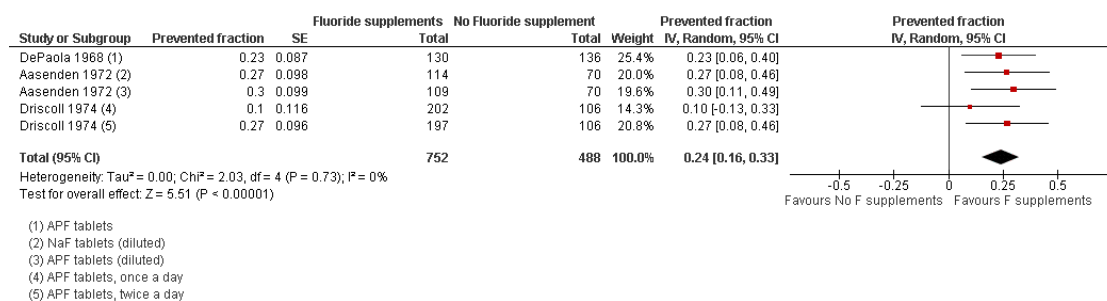 Fluoride supplements No Fluoride supplement Prevented fraction Prevented fraction
Study or Subgroup Prevented fraction SE Total Total Weight IV, Random, 95% CI IV, Random, 95% CI
DePaola 1968 (1) 0.23 0.087 130 136 25.4% 0.23 [0.06, 0.40]
Aasenden 1972 (2) 0.27 0.098 114 70 20.0% 0.27 [0.08, 0.46]
Aasenden 1972 (3) 0.3 0.099 109 70 19.6% 0.30 [0.11, 0.49]
Driscoll 1974 (4) 0.1 0.116 202 106 14.3% 0.10 [-0.13, 0.33]
Driscoll 1974 (5) 0.27 0.096 197 106 20.8% 0.27 [0.08, 0.46]
Total (95% CI) 752 488 100.0% 0.24 [0.16, 0.33]
Heterogeneity: Tau² = 0.00; Chi² = 2.03, df = 4 (P = 0.73); I² = 0%
Test for overall effect: Z = 5.51 (P < 0.00001)
-0.5 -0.25 0 0.25 0.5
Favours No F supplements Favours F supplements
(1) APF tablets
(2) NaF tablets (diluted)
(3) APF tablets (diluted)
(4) APF tablets, once a day
(5) APF tablets, twice a day